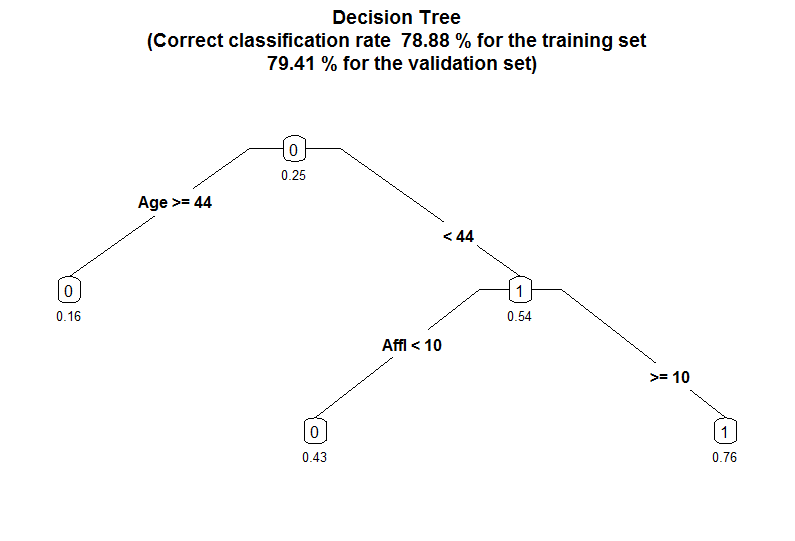 Decision Tree
(Correct classification rate 78.88 % for the training set
79.41 % for the validation set)
0
0.25
Age >= 44
< 44
0
0.16
1
0.54
Affl < 10
>= 10
0
0.43
1
0.76